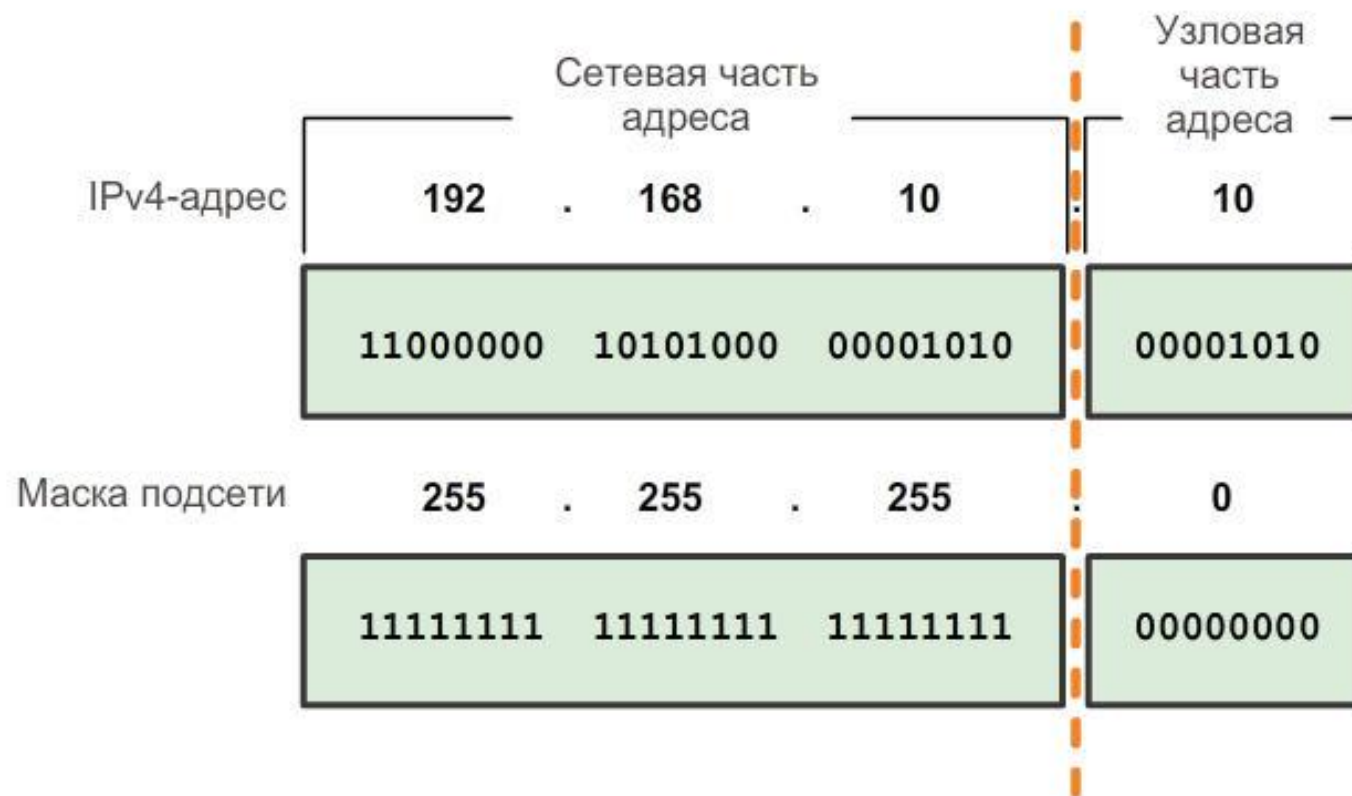 Сетевая часть
адреса
Узловая
часть
адреса
IPv4-адрес
192 . 168 . 10 . 10
11000000 10101000 00001010 00001010
Маска подсети
255 . 255 . 255 . 0
11111111 11111111 11111111 00000000